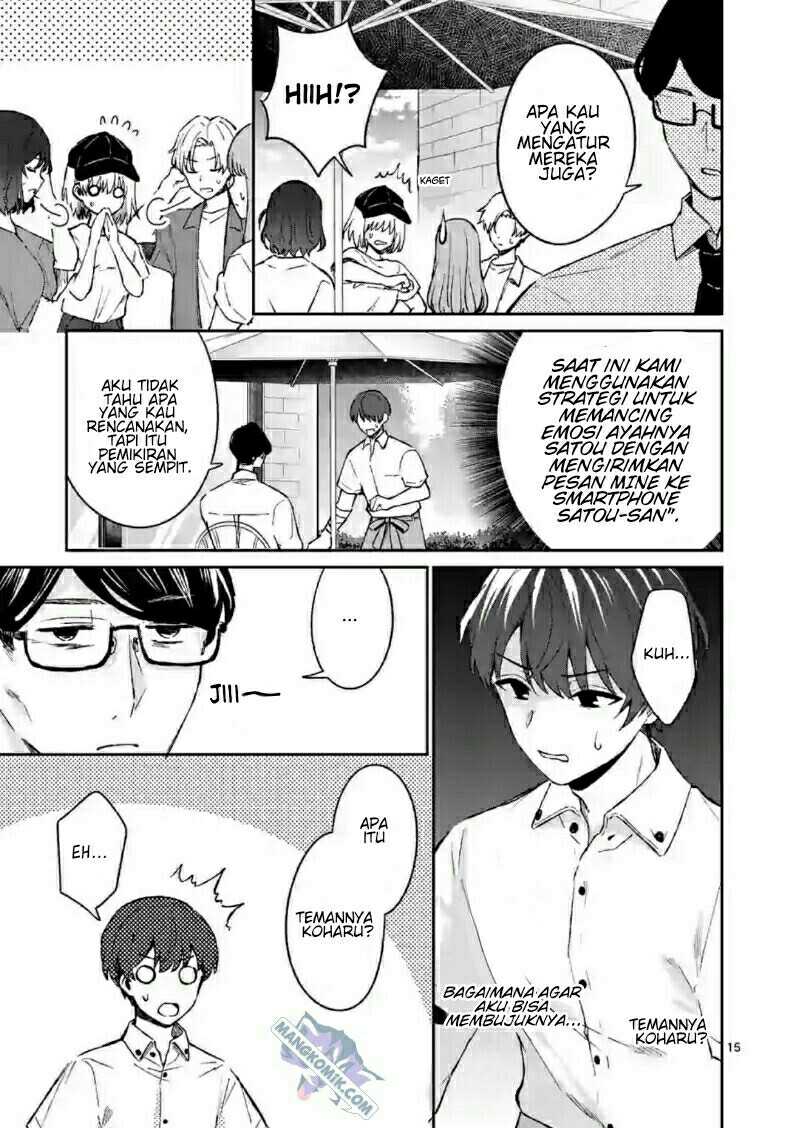 APA KAU
YANG
MENGATUR
MEREKA
JUGA?
HIIH!?
KAGET
SAAT INI KAMI
MENGGUNAKAN
STRATEGI UNTUK
MEMANCING
EMOSI AYAHNYA
SATOU DENGAN
MENGIRIMKAN
PESAN MINE KE
SMARTPHONE
SATOU-SAN".
AKU TIDAK
TAHU APA
YANG KAU
RENCANAKAN,
TAPI ITU
PEMIKIRAN
YANG SEMPIT.
KUH...
BAGAIMANA AGAR
AKU BISA
MEMBUJUKNYA...
TEMANNYA
KOHARU?
...
JIII~
APA
ITU
TEMANNYA
KOHARU?
EH...
MANGKOMIK.COM
15